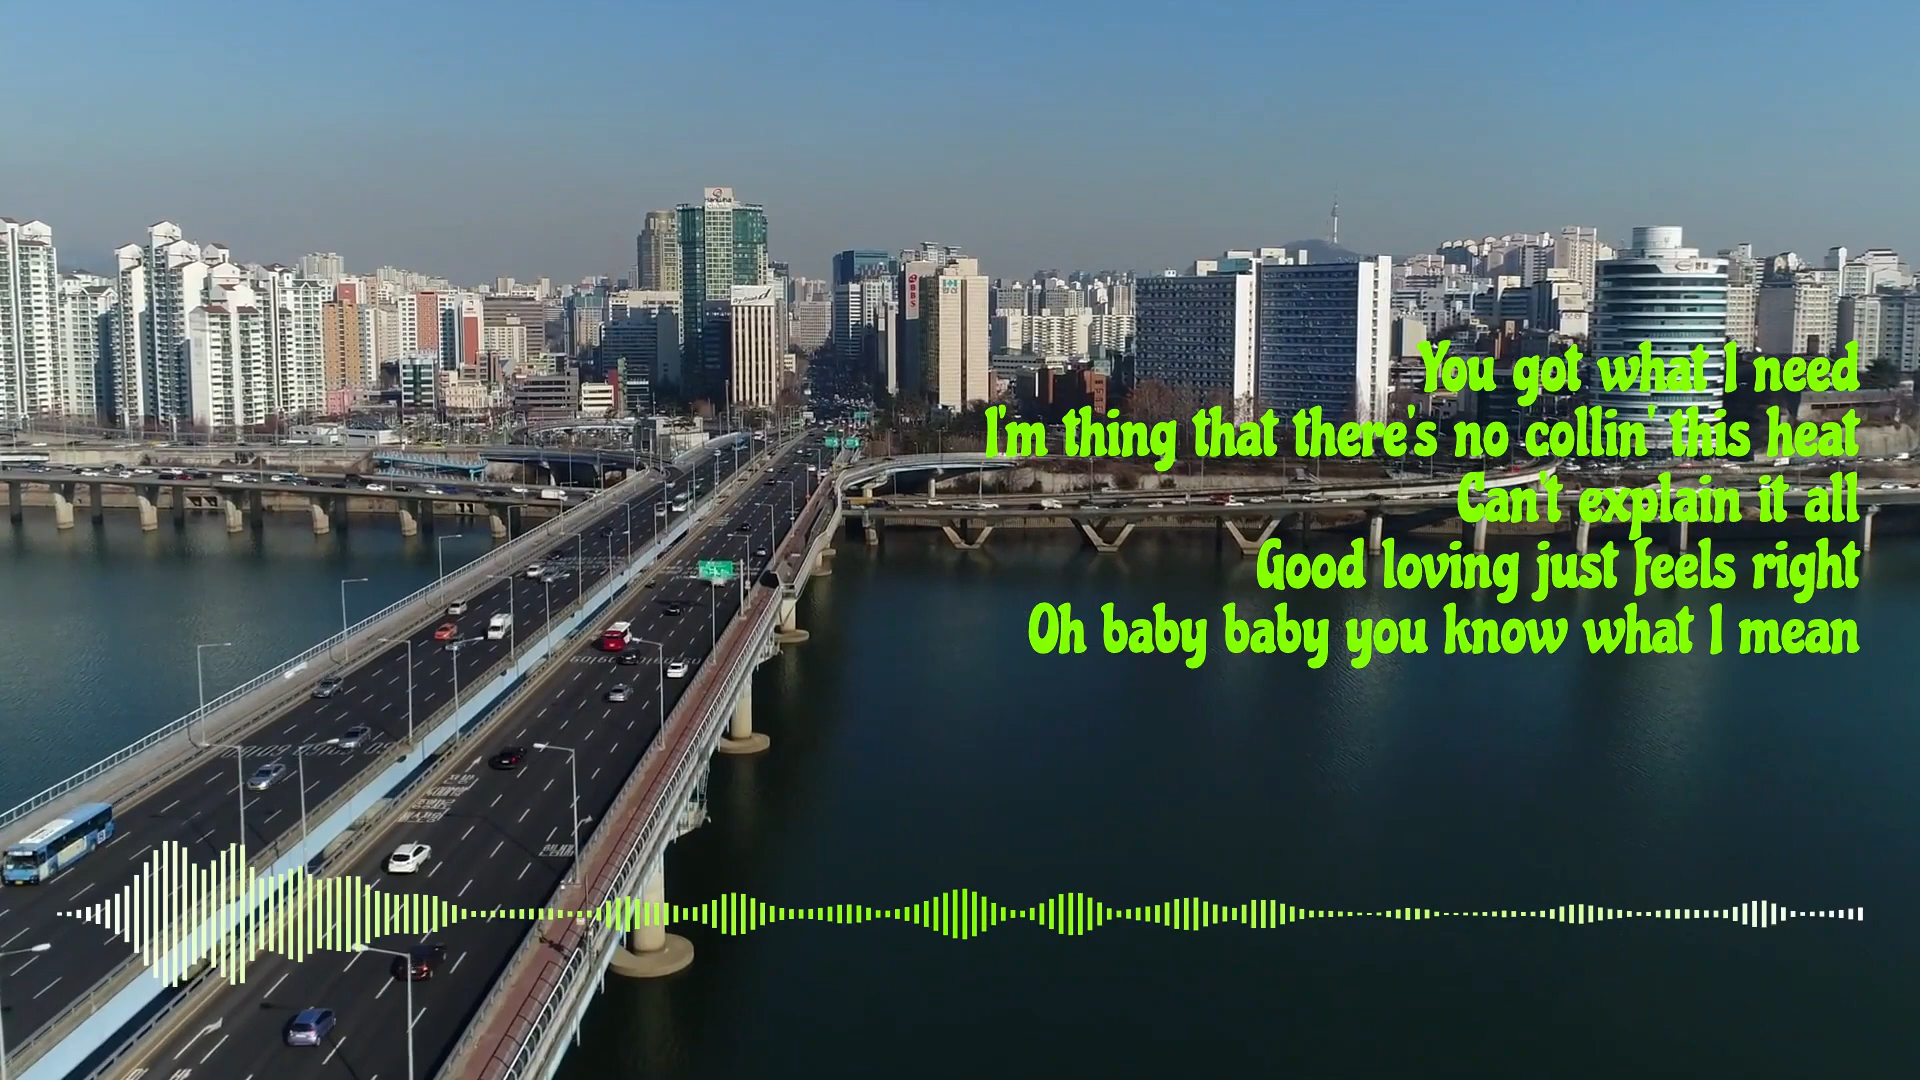 BBS
You got what I need
I'm thing that there's no collin' this heat
Can't explain it all
Good loving just feels right
Oh baby baby you know what I mean